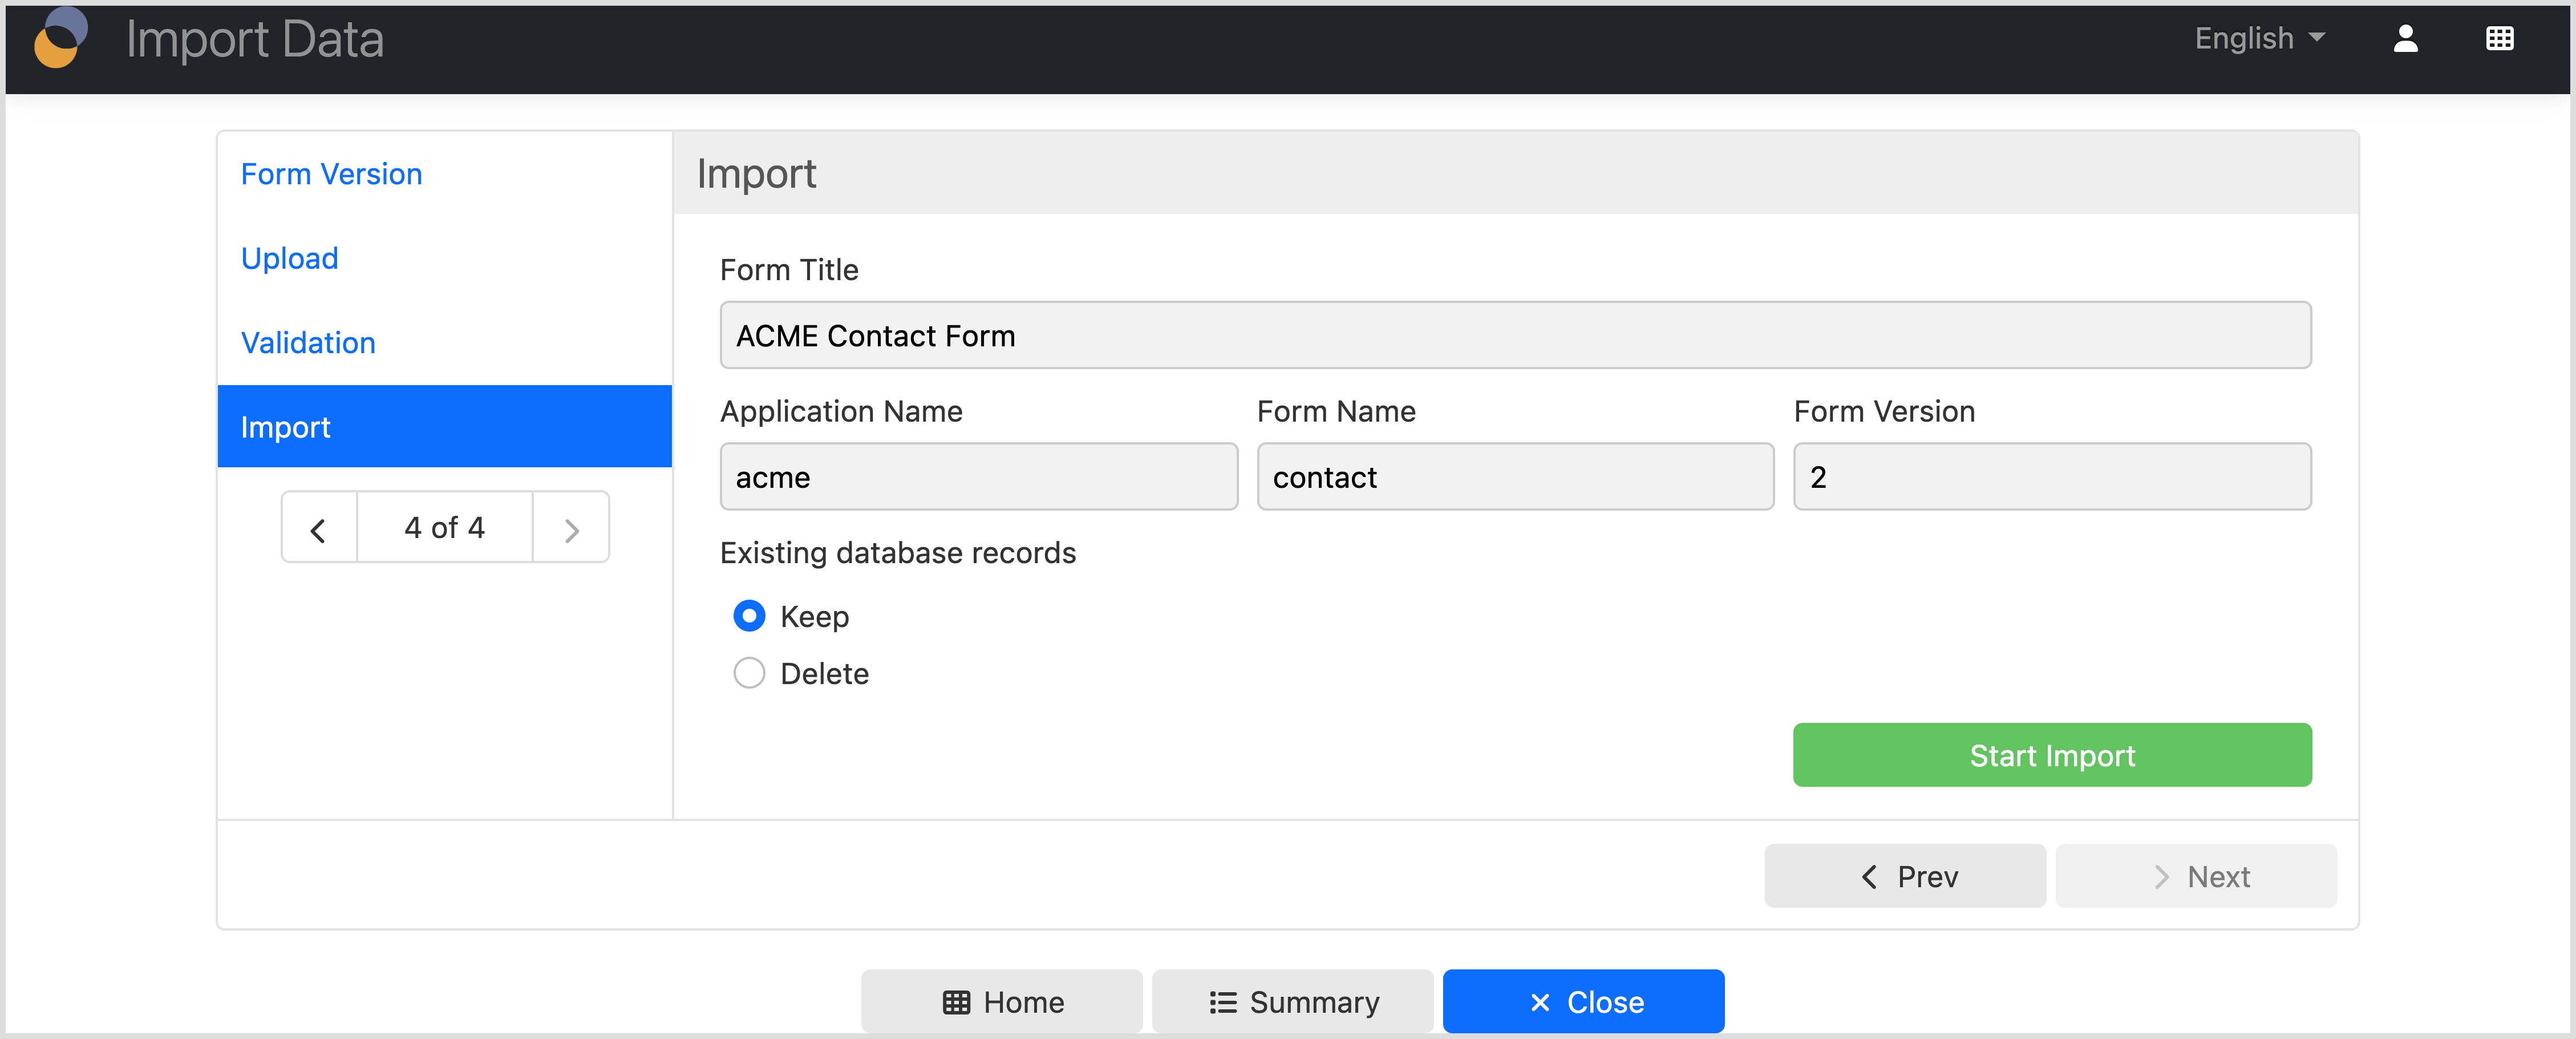 Import Data
English
Form Version
Upload
Validation
Import
4 of 4
Import
Form Title
ACME Contact Form
Application Name Form Name Form Version
acme contact 2
Existing database records
Keep
Delete
Start Import
Prev Next
Home Summary Close